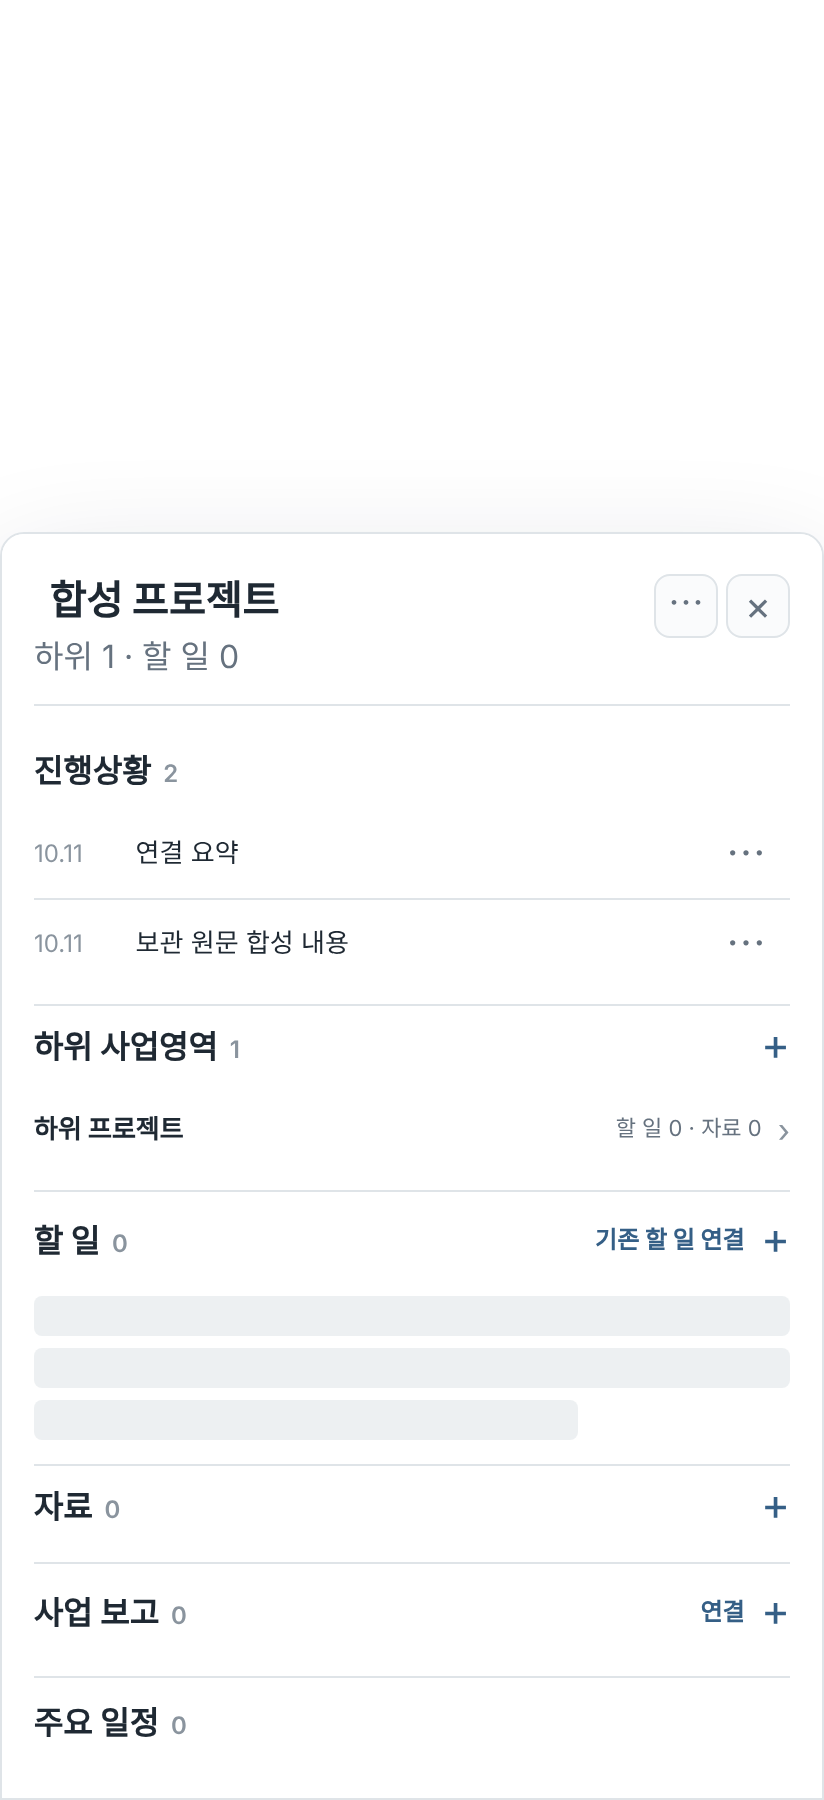 합성 프로젝트
하위 1 · 할 일 0
진행상황 2
10.11 연결 요약
10.11 보관 원문 합성 내용
하위 사업영역 1 +
하위 프로젝트 할 일 0 · 자료 0 ›
할 일 0 기존 할 일 연결 +
자료 0 +
사업 보고 0 연결 +
주요 일정 0